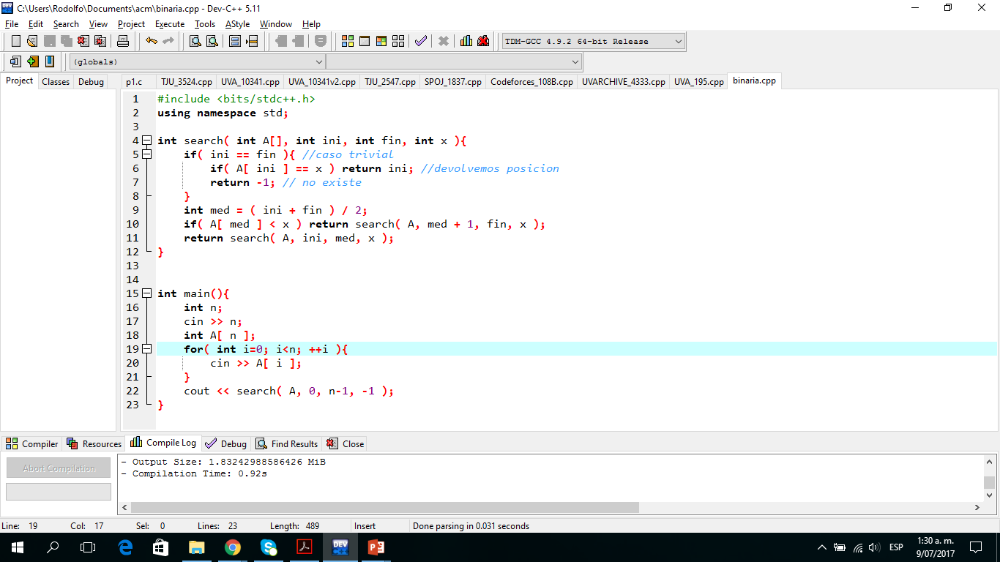 C:\Users\Rodolfo\Documents\acm\binaria.cpp - Dev-C++ 5.11
File Edit Search View Project Execute Tools AStyle Window Help
TDM-GCC 4.9.2 64-bit Release
(globals)
Project Classes Debug p1.c TJU_3524.cpp UVA_10341.cpp UVA_10341v2.cpp TJU_2547.cpp SPOJ_1837.cpp Codeforces_108B.cpp UVARCHIVE_4333.cpp UVA_195.cpp binaria.cpp
1 #include <bits/stdc++.h>
2 using namespace std;
3
4 int search( int A[], int ini, int fin, int x ){
5 if( ini == fin ){ //caso trivial
6 if( A[ ini ] == x ) return ini; //devolvemos posicion
7 return -1; // no existe
8 }
9 int med = ( ini + fin ) / 2;
10 if( A[ med ] < x ) return search( A, med + 1, fin, x );
11 return search( A, ini, med, x );
12 }
13
14
15 int main(){
16 int n;
17 cin >> n;
18 int A[ n ];
19 for( int i=0; i<n; ++i ){
20 cin >> A[ i ];
21 }
22 cout << search( A, 0, n-1, -1 );
23 }
Compiler Resources Compile Log Debug Find Results Close
Abort Compilation
- Output Size: 1.83242988586426 MiB
- Compilation Time: 0.92s
Line: 19 Col: 17 Sel: 0 Lines: 23 Length: 489 Insert Done parsing in 0.031 seconds
DEV
ESP
1:30 a. m.
9/07/2017